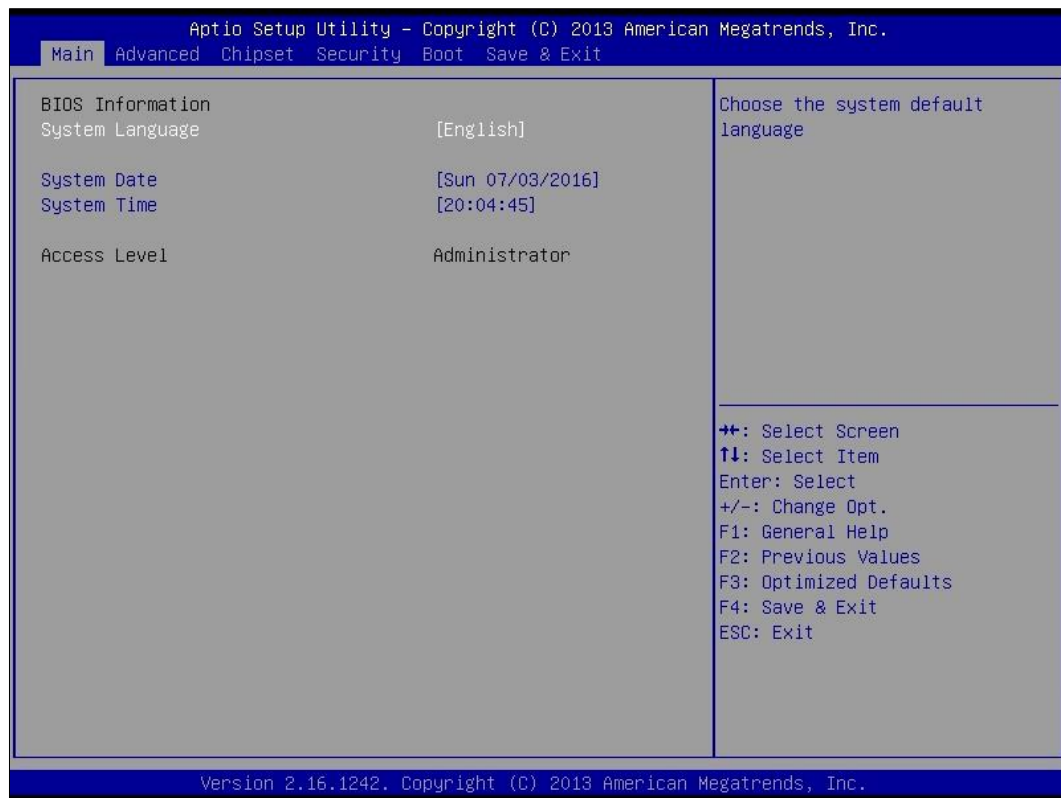 Aptio Setup Utility – Copyright (C) 2013 American Megatrends, Inc.
Main Advanced Chipset Security Boot Save & Exit
BIOS Information
System Language [English]
System Date [Sun 07/03/2016]
System Time [20:04:45]
Access Level Administrator
Choose the system default
language
→←: Select Screen
↑↓: Select Item
Enter: Select
+/-: Change Opt.
F1: General Help
F2: Previous Values
F3: Optimized Defaults
F4: Save & Exit
ESC: Exit
Version 2.16.1242. Copyright (C) 2013 American Megatrends, Inc.